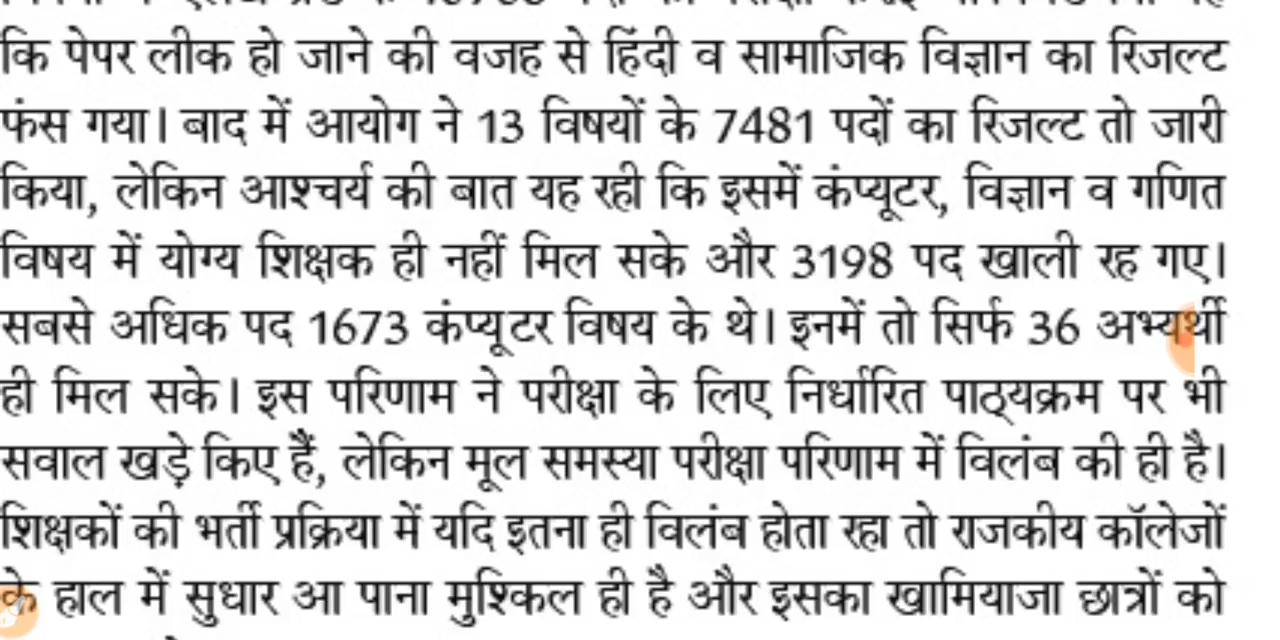 कि पेपर लीक हो जाने की वजह से हिंदी व सामाजिक विज्ञान का रिजल्ट
फंस गया। बाद में आयोग ने 13 विषयों के 7481 पदों का रिजल्ट तो जारी
किया, लेकिन आश्चर्य की बात यह रही कि इसमें कंप्यूटर, विज्ञान व गणित
विषय में योग्य शिक्षक ही नहीं मिल सके और 3198 पद खाली रह गए।
सबसे अधिक पद 1673 कंप्यूटर विषय के थे। इनमें तो सिर्फ 36 अभ्यर्थी
ही मिल सके। इस परिणाम ने परीक्षा के लिए निर्धारित पाठ्यक्रम पर भी
सवाल खड़े किए हैं, लेकिन मूल समस्या परीक्षा परिणाम में विलंब की ही है।
शिक्षकों की भर्ती प्रक्रिया में यदि इतना ही विलंब होता रहा तो राजकीय कॉलेजों
के हाल में सुधार आ पाना मुश्किल ही है और इसका खामियाजा छात्रों को